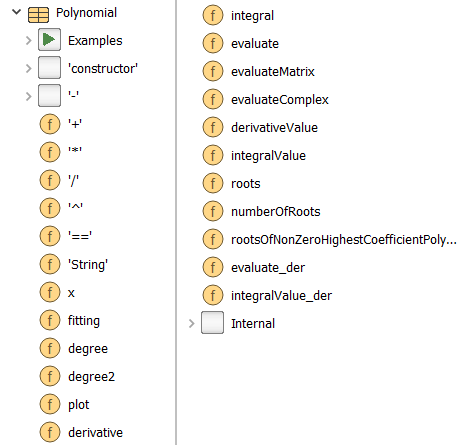 Polynomial
Examples
'constructor'
'-'
'+'
'*'
'/'
'^'
'=='
'String'
x
fitting
degree
degree2
plot
derivative
integral
evaluate
evaluateMatrix
evaluateComplex
derivativeValue
integralValue
roots
numberOfRoots
rootsOfNonZeroHighestCoefficientPoly...
evaluate_der
integralValue_der
Internal